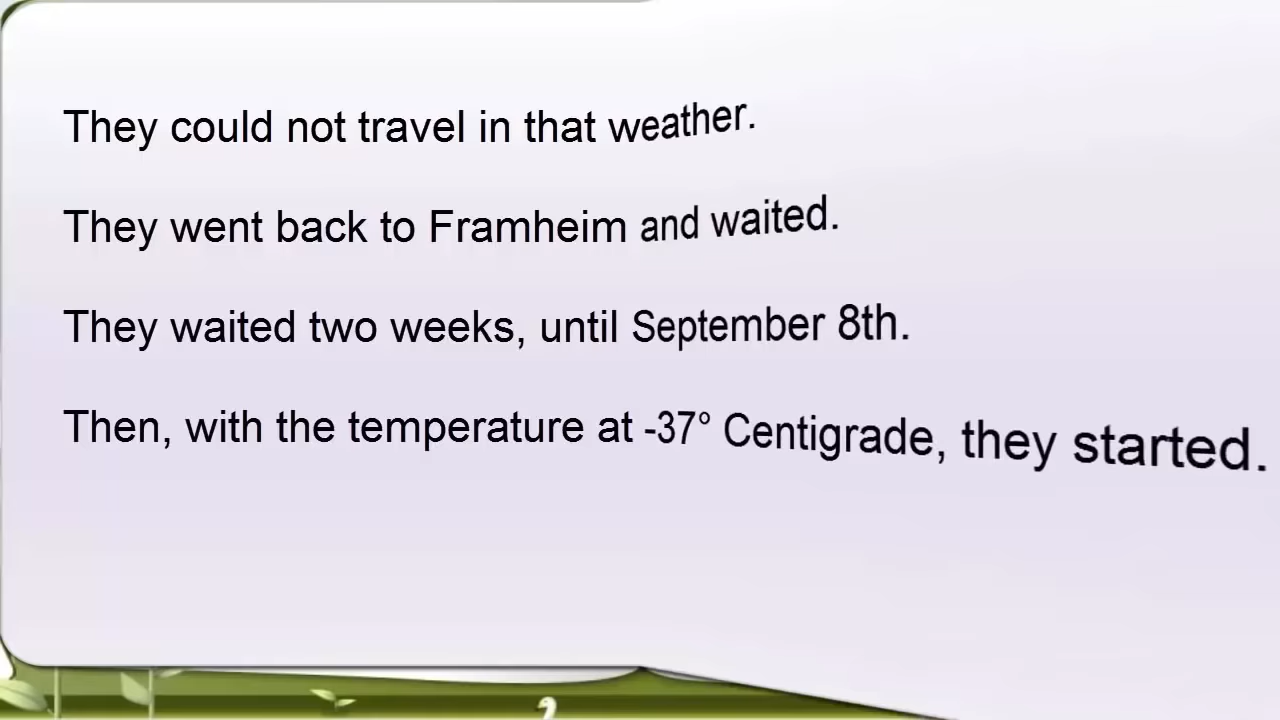 They could not travel in that weather.
They went back to Framheim and waited.
They waited two weeks, until September 8th.
Then, with the temperature at -37° Centigrade, they started.